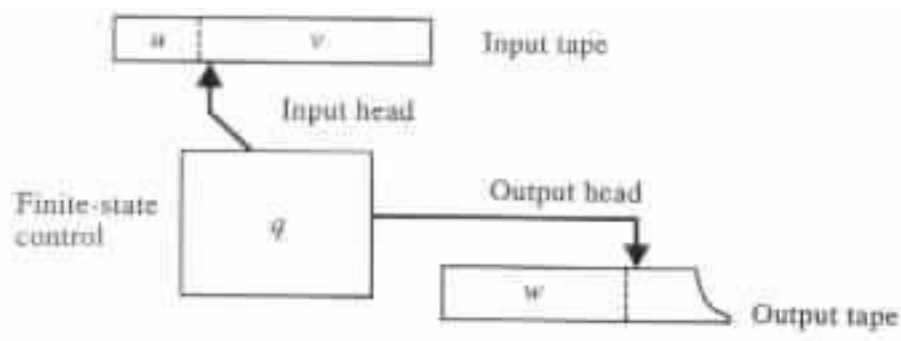 u
v
Input tape
Input head
Output head
Finite-state
control
q
w
Output tape